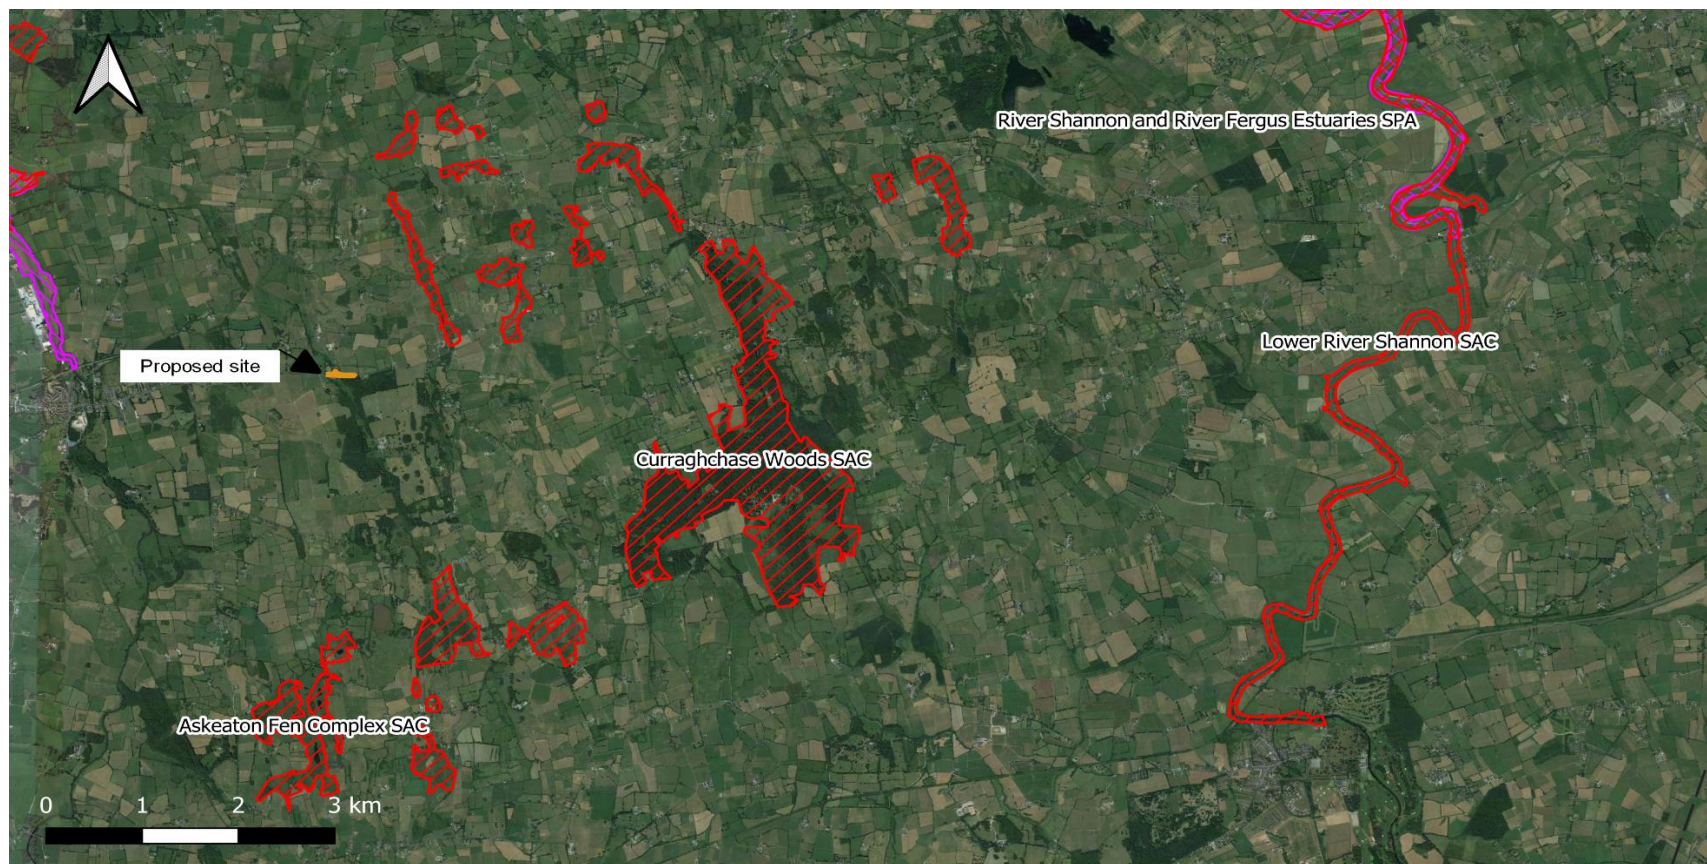 River Shannon and River Fergus Estuaries SPA
Lower River Shannon SAC
Proposed site
Curraghchase Woods SAC
Askeaton Fen Complex SAC
0 1 2 3 km